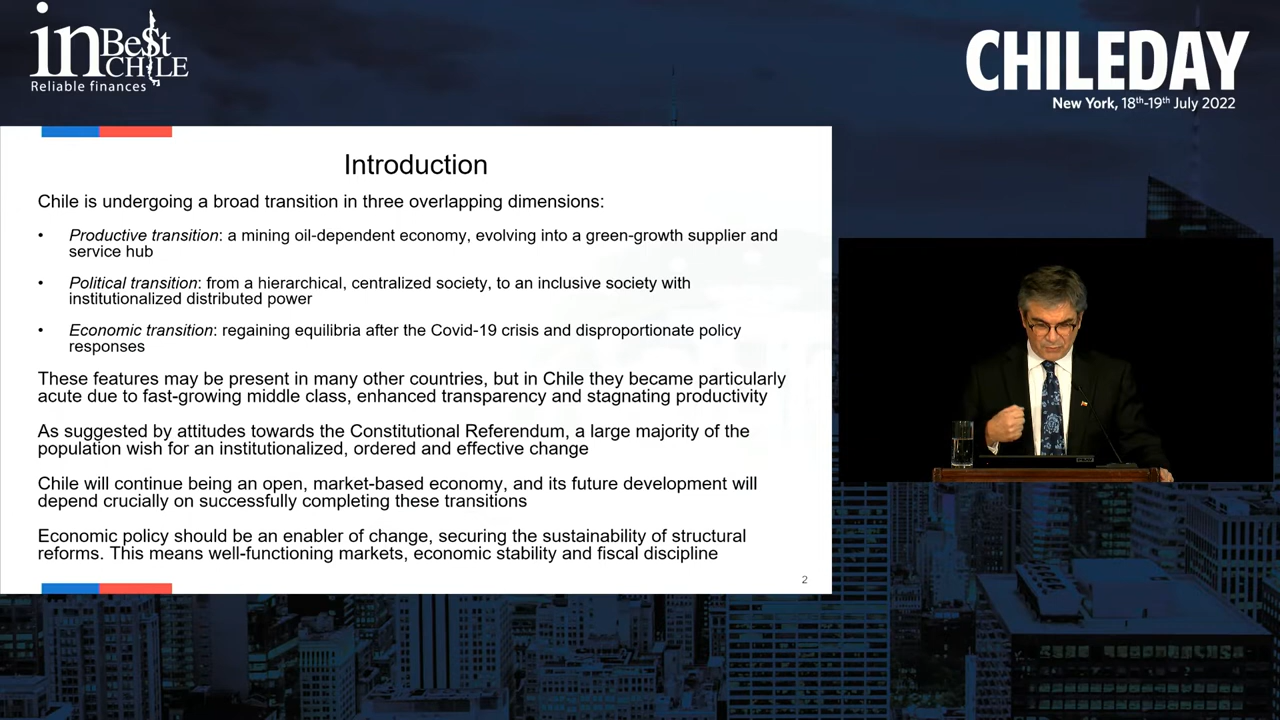 in BeSt
CHILE
Reliable finances
CHILEDAY
New York, 18th-19th July 2022
Introduction
Chile is undergoing a broad transition in three overlapping dimensions:
• Productive transition: a mining oil-dependent economy, evolving into a green-growth supplier and
service hub
• Political transition: from a hierarchical, centralized society, to an inclusive society with
institutionalized distributed power
• Economic transition: regaining equilibria after the Covid-19 crisis and disproportionate policy
responses
These features may be present in many other countries, but in Chile they became particularly
acute due to fast-growing middle class, enhanced transparency and stagnating productivity
As suggested by attitudes towards the Constitutional Referendum, a large majority of the
population wish for an institutionalized, ordered and effective change
Chile will continue being an open, market-based economy, and its future development will
depend crucially on successfully completing these transitions
Economic policy should be an enabler of change, securing the sustainability of structural
reforms. This means well-functioning markets, economic stability and fiscal discipline
2